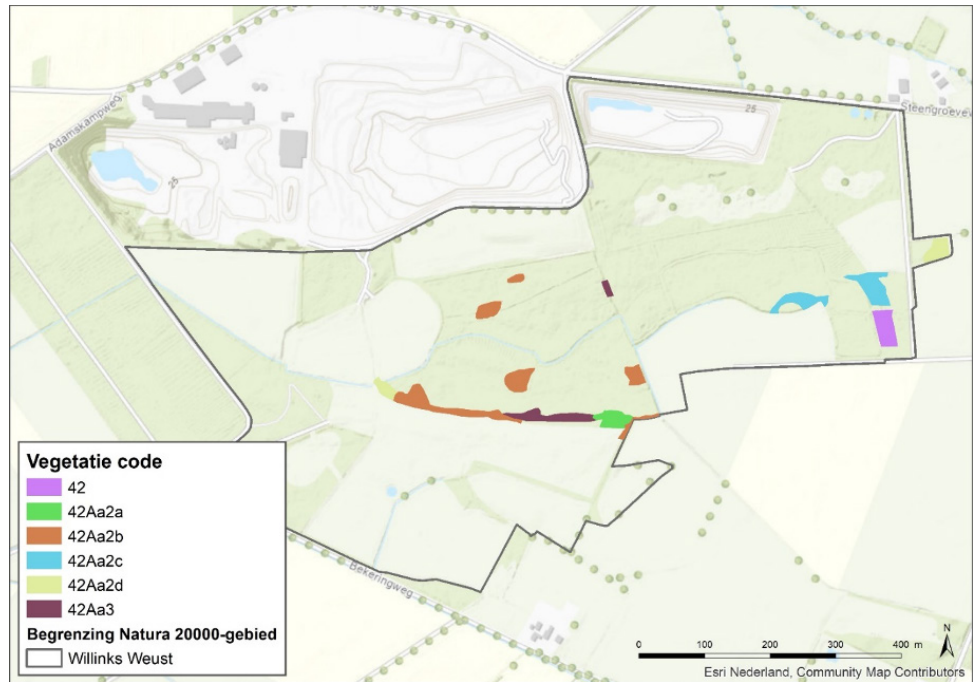 Adamskampweg
25
25
Steengroeve
Bekeringweg
Vegetatie code
42
42Aa2a
42Aa2b
42Aa2c
42Aa2d
42Aa3
Begrenzing Natura 20000-gebied
Willinks Weust
0 100 200 300 400 m
N
Esri Nederland, Community Map Contributors